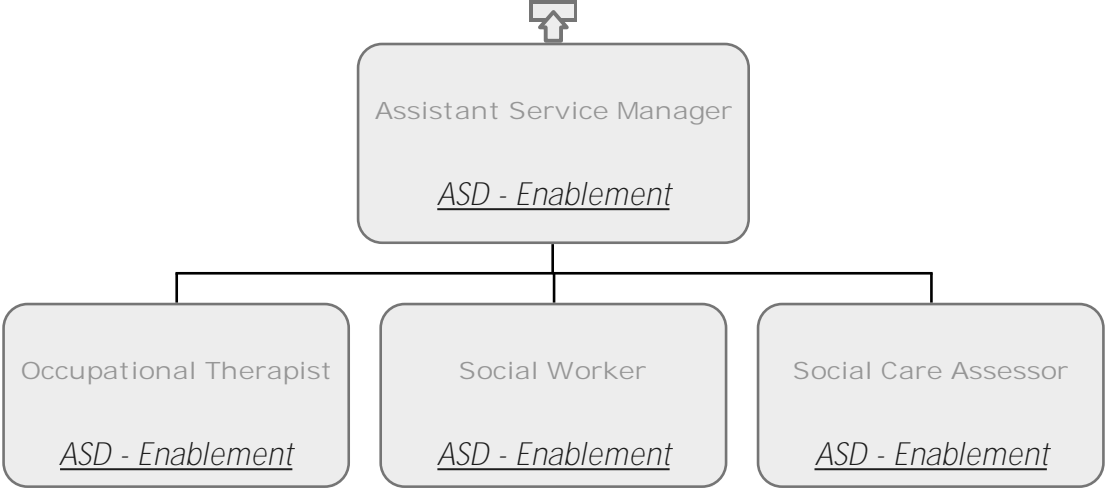 Assistant Service Manager
ASD - Enablement
Occupational Therapist
ASD - Enablement
Social Worker
ASD - Enablement
Social Care Assessor
ASD - Enablement